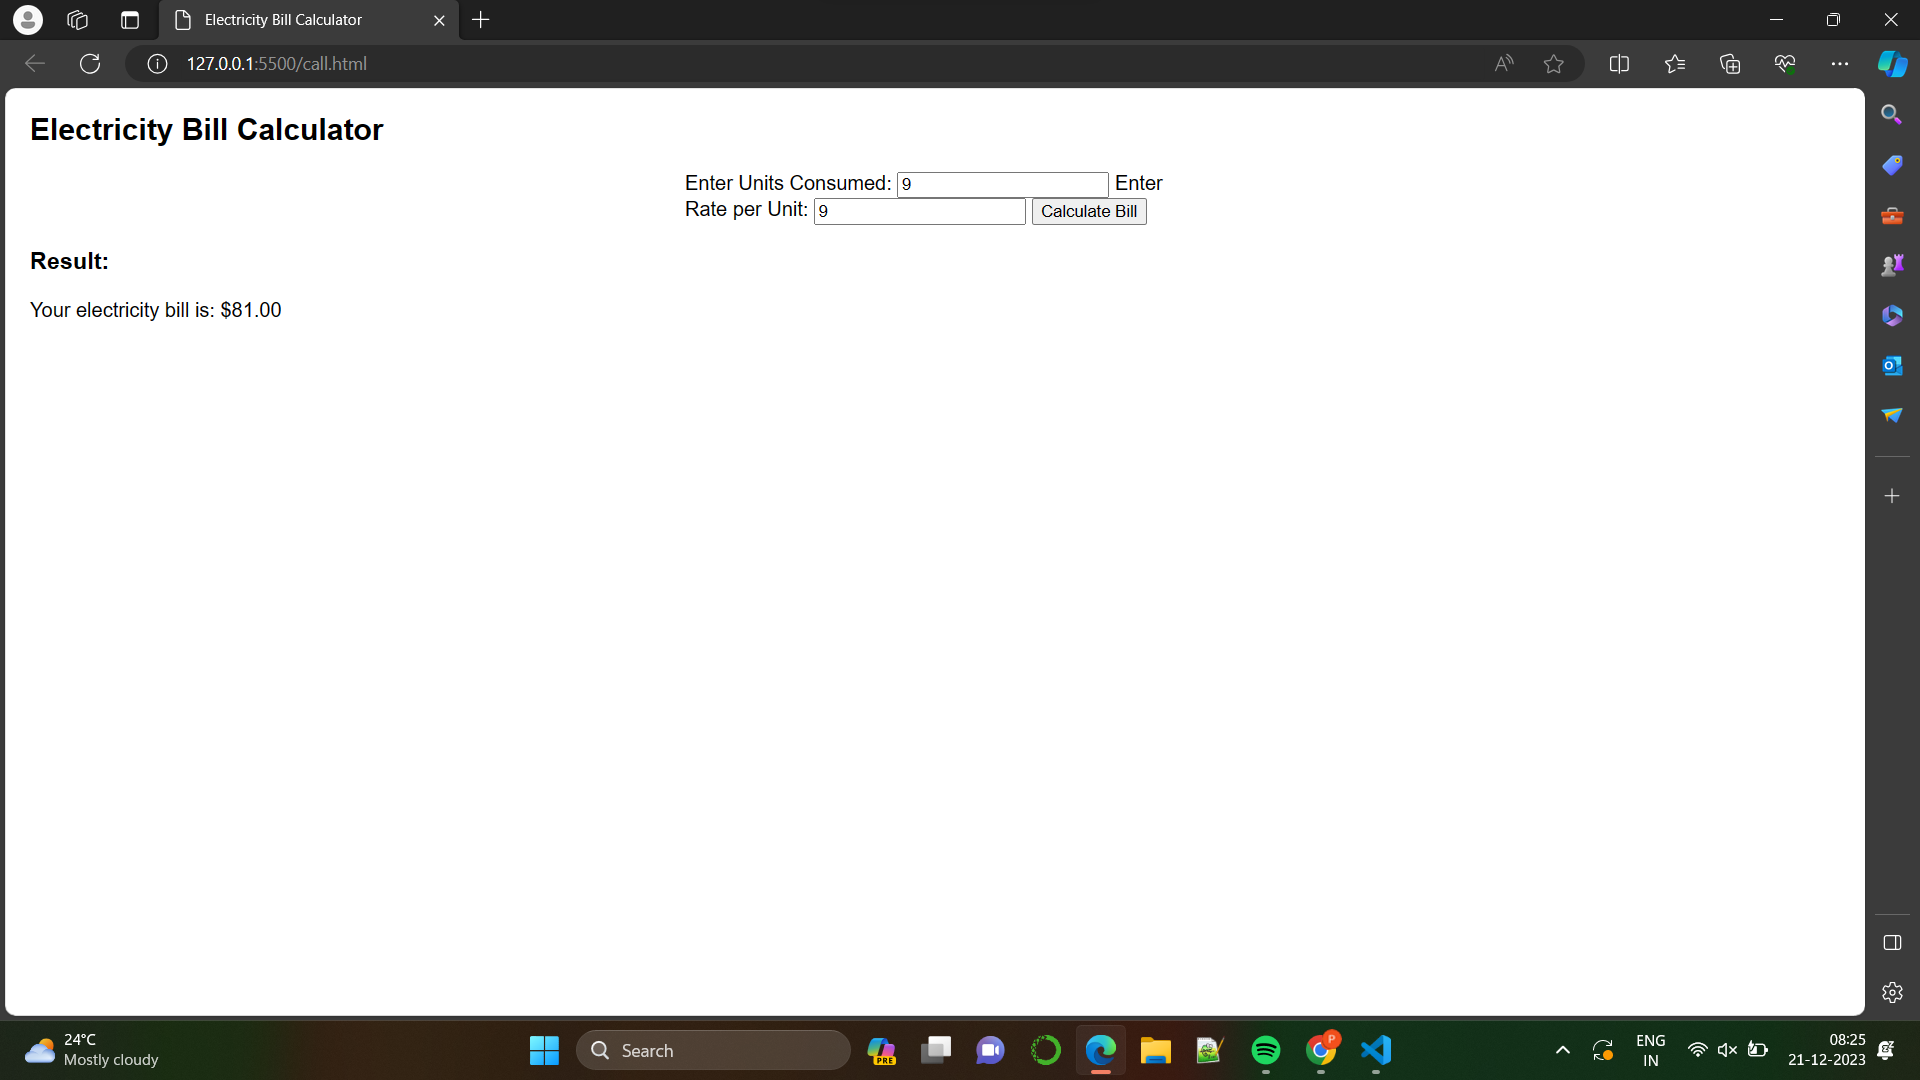 Electricity Bill Calculator
127.0.0.1:5500/call.html
Electricity Bill Calculator
Enter Units Consumed: 9 Enter
Rate per Unit: 9 Calculate Bill
Result:
Your electricity bill is: $81.00
24°C
Mostly cloudy
Search
PRE
P
ENG
IN
08:25
21-12-2023